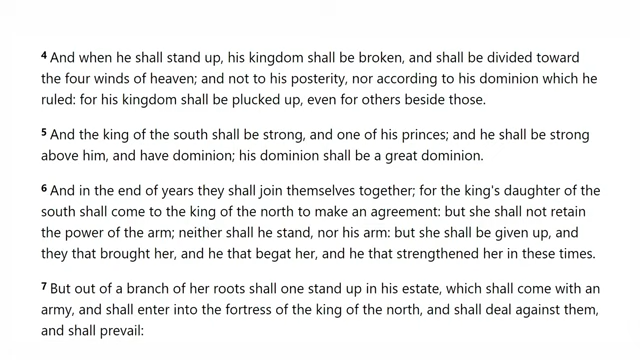 4 And when he shall stand up, his kingdom shall be broken, and shall be divided toward
the four winds of heaven; and not to his posterity, nor according to his dominion which he
ruled: for his kingdom shall be plucked up, even for others beside those.
5 And the king of the south shall be strong, and one of his princes; and he shall be strong
above him, and have dominion; his dominion shall be a great dominion.
6 And in the end of years they shall join themselves together; for the king's daughter of the
south shall come to the king of the north to make an agreement: but she shall not retain
the power of the arm; neither shall he stand, nor his arm: but she shall be given up, and
they that brought her, and he that begat her, and he that strengthened her in these times.
7 But out of a branch of her roots shall one stand up in his estate, which shall come with an
army, and shall enter into the fortress of the king of the north, and shall deal against them,
and shall prevail: